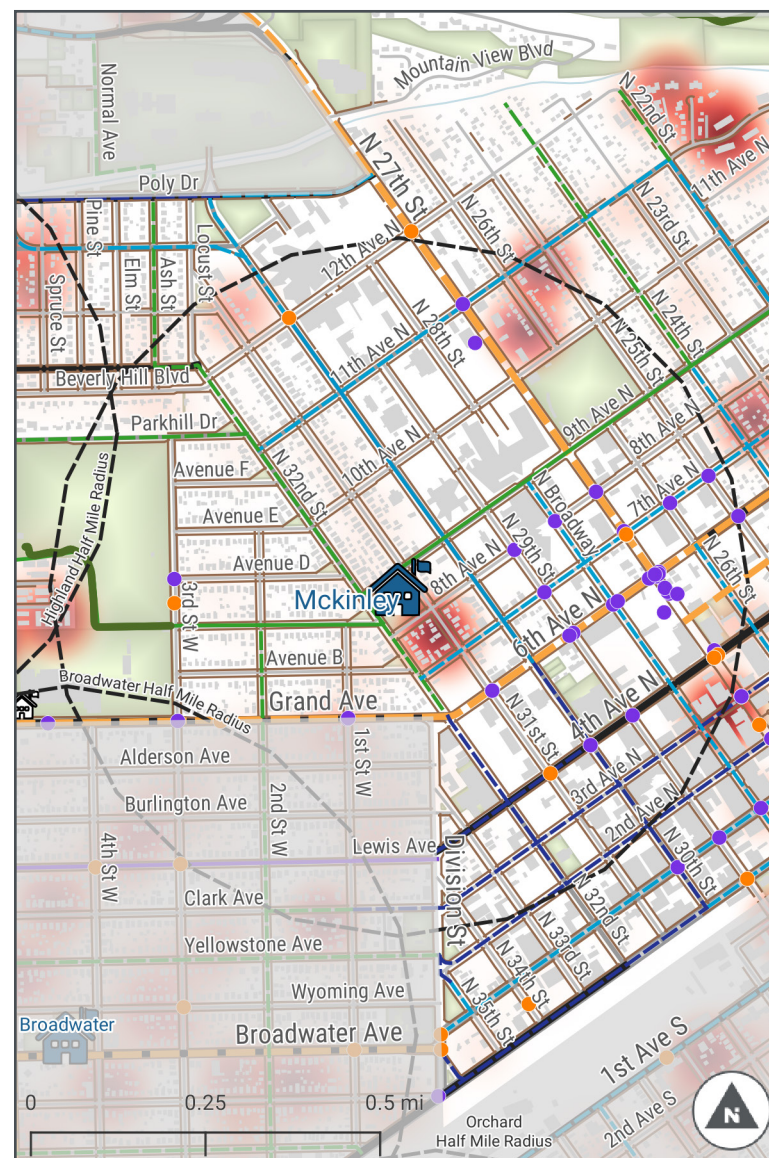 Mountain View Blvd
Normal Ave
N 22nd St
N 27th St
11th Ave N
Poly Dr
Pine St
Locust St
N 26th St
N 23rd St
12th Ave N
Ash St
Elm St
Spruce St
N 28th St
N 24th St
11th Ave N
N 25th St
Beverly Hill Blvd
9th Ave N
Parkhill Dr
10th Ave N
8th Ave N
N 32nd St
Avenue F
7th Ave N
N Broadway
Avenue E
N 29th St
Highland Half Mile Radius
Avenue D
8th Ave N
N 26th St
Mckinley
3rd St W
6th Ave N
Avenue B
Broadwater Half Mile Radius
Grand Ave
4th Ave N
N 31st St
1st St W
Alderson Ave
3rd Ave N
Burlington Ave
2nd St W
2nd Ave N
4th St W
Lewis Ave
Division St
N 30th St
Clark Ave
N 32nd St
Yellowstone Ave
N 33rd St
N 34th St
Wyoming Ave
N 35th St
Broadwater
Broadwater Ave
1st Ave S
0 0.25 0.5 mi
N
Orchard
Half Mile Radius
2nd Ave S